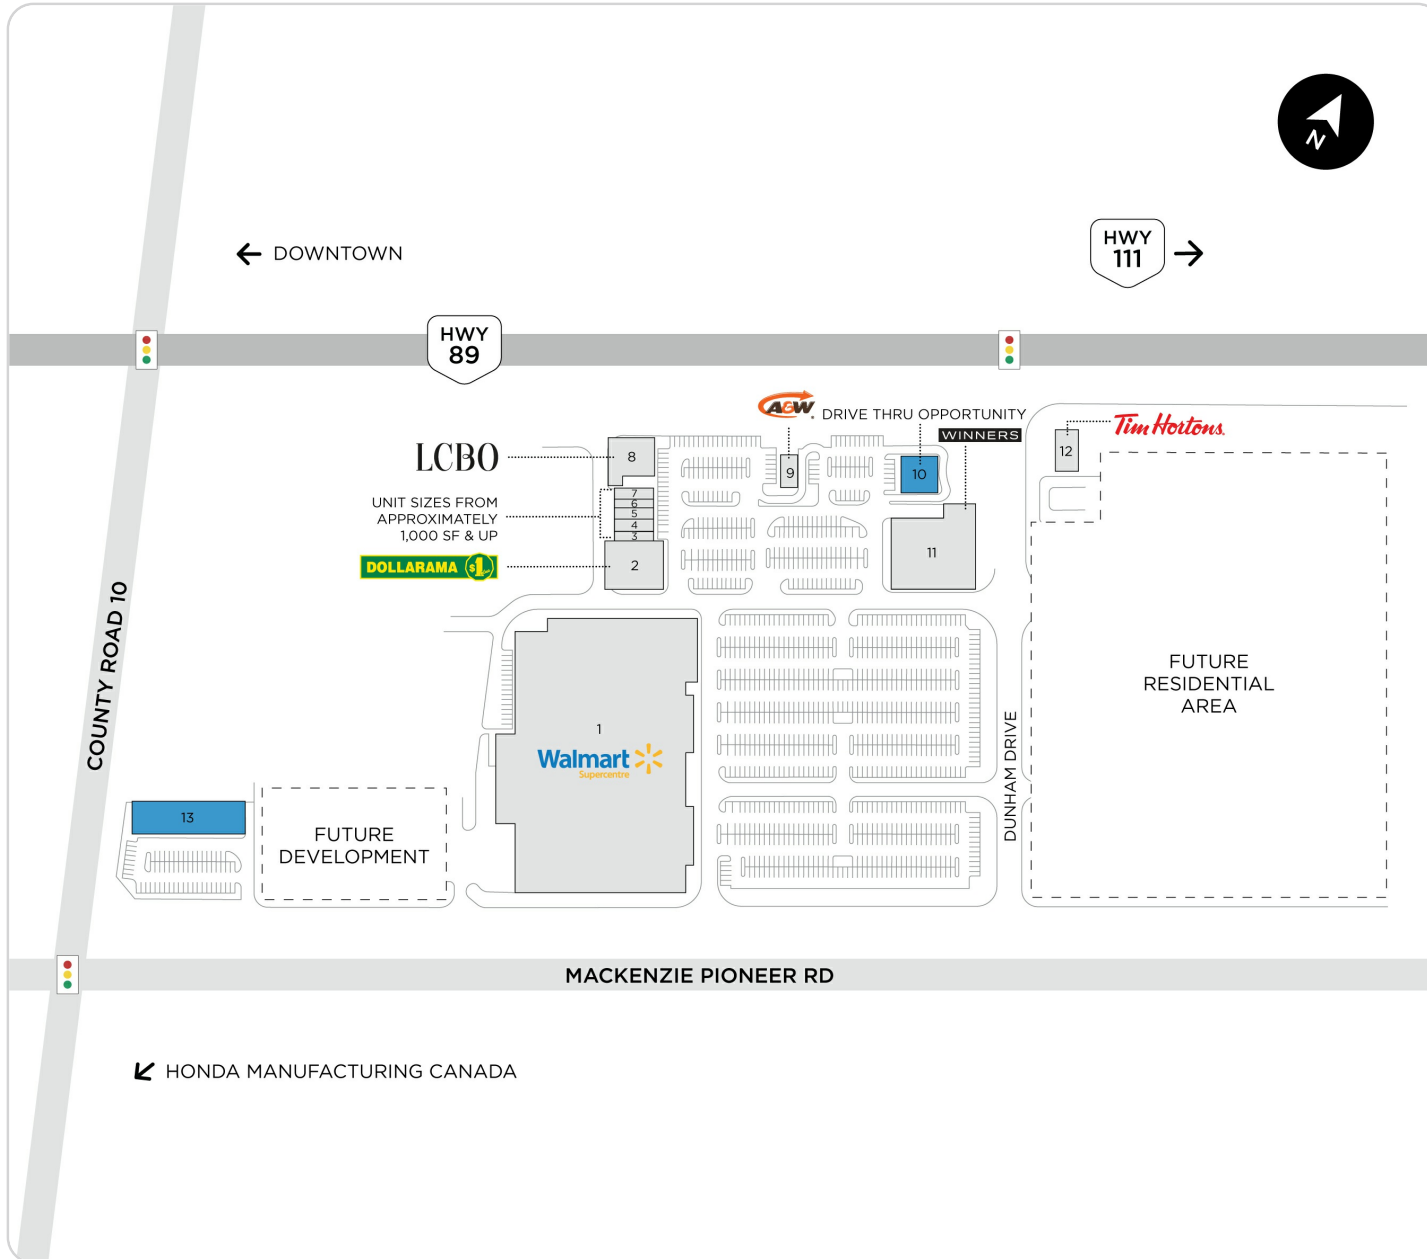 N
DOWNTOWN
HWY
111
HWY
89
A&W
DRIVE THRU OPPORTUNITY
WINNERS
Tim Hortons.
LCBO
8
9
10
12
UNIT SIZES FROM
APPROXIMATELY
1,000 SF & UP
7
6
5
4
3
DOLLARAMA $1
2
11
COUNTY ROAD 10
FUTURE
RESIDENTIAL
AREA
1
Walmart
Supercentre
DUNHAM DRIVE
13
FUTURE
DEVELOPMENT
MACKENZIE PIONEER RD
HONDA MANUFACTURING CANADA